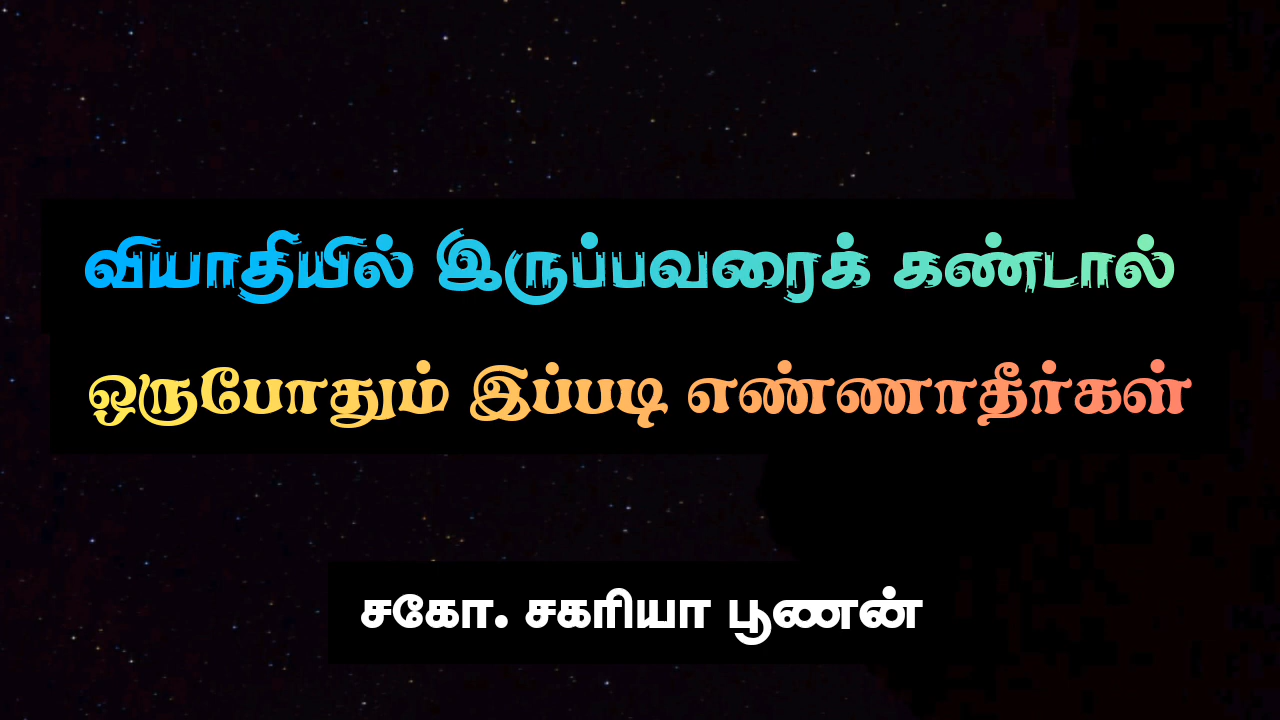 வியாதியில் இருப்பவரைக் கண்டால்
ஒருபோதும் இப்படி எண்ணாதீர்கள்
சகோ. சகரியா பூணன்